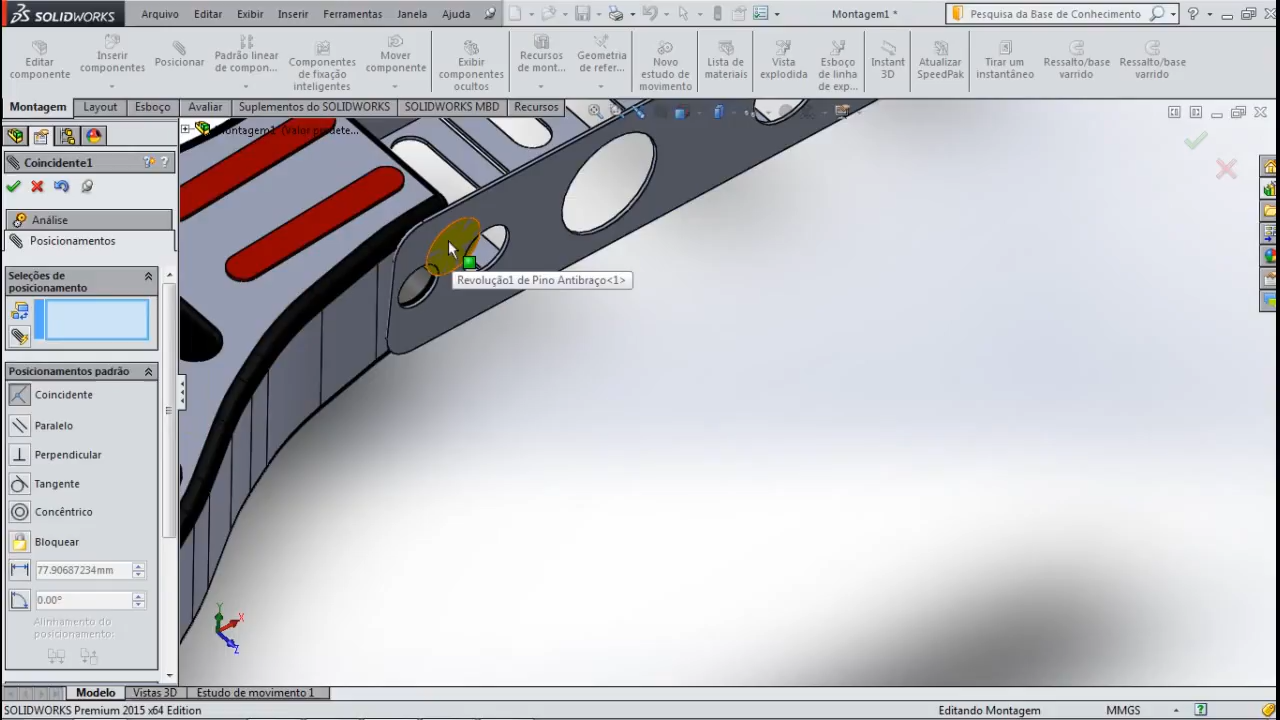 SOLIDWORKS
Arquivo Editar Exibir Inserir Ferramentas Janela Ajuda
Montagem1 *
Pesquisa da Base de Conhecimento
Editar componente
Inserir componentes
Posicionar
Padrão linear de compon...
Componentes de fixação inteligentes
Mover componente
Exibir componentes ocultos
Recursos de mont...
Geometria de refer...
Novo estudo de movimento
Lista de materiais
Vista explodida
Esboço de linha de exp...
Instant 3D
Atualizar SpeedPak
Tirar um instantâneo
Ressalto/base varrido
Ressalto/base varrido
Montagem Layout Esboço Avaliar Suplementos do SOLIDWORKS SOLIDWORKS MBD Recursos
Montagem1 (Valor predete...
Coincidente1
Análise
Posicionamentos
Seleções de
posicionamento
Posicionamentos padrão
Coincidente
Paralelo
Perpendicular
Tangente
Concêntrico
Bloquear
77.90687234mm
0.00°
Alinhamento do
posicionamento:
Revolução1 de Pino Antibraço<1>
Y
X
Z
Modelo Vistas 3D Estudo de movimento 1
SOLIDWORKS Premium 2015 x64 Edition
Editando Montagem
MMGS